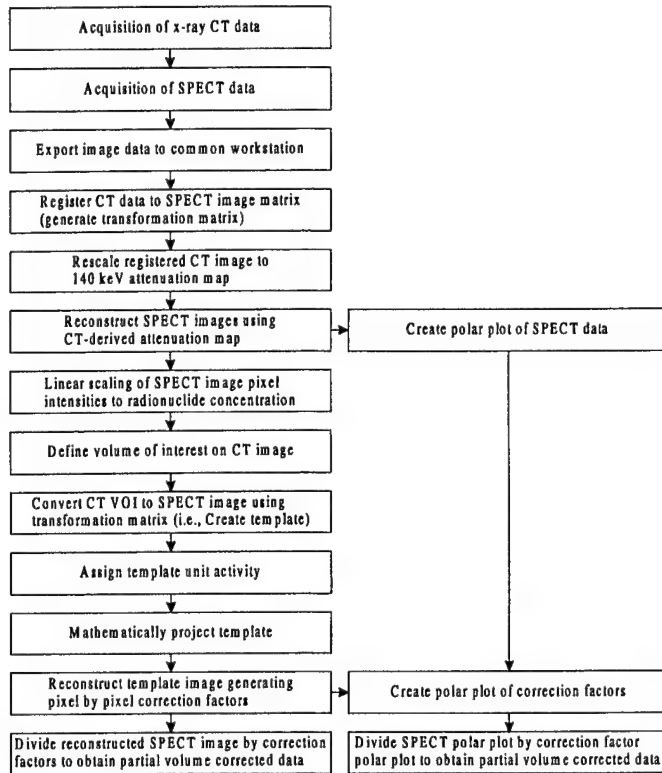 Acquisition of x-ray CT data
Acquisition of SPECT data
Export image data to common workstation
Register CT data to SPECT image matrix
(generate transformation matrix)
Rescale registered CT image to
140 keV attenuation map
Reconstruct SPECT images using
CT-derived attenuation map
Create polar plot of SPECT data
Linear scaling of SPECT image pixel
intensities to radionuclide concentration
Define volume of interest on CT image
Convert CT VOI to SPECT image using
transformation matrix (i.e., Create template)
Assign template unit activity
Mathematically project template
Reconstruct template image generating
pixel by pixel correction factors
Create polar plot of correction factors
Divide reconstructed SPECT image by correction
factors to obtain partial volume corrected data
Divide SPECT polar plot by correction factor
polar plot to obtain partial volume corrected data